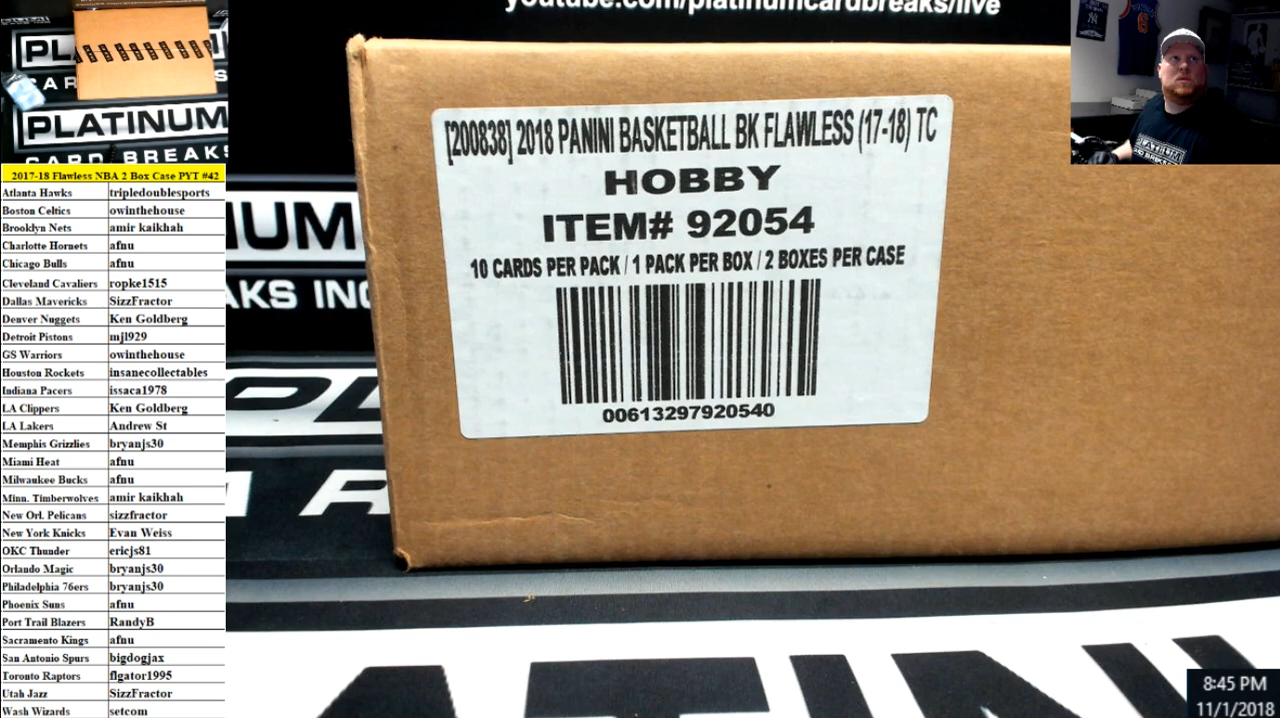 youtube.com/platinumcardbreaks/live
PLATINUM
CARD BREAKS
2017-18 Flawless NBA 2 Box Case PYT #42
Atlanta Hawks tripledoublesports
Boston Celtics owinthehouse
Brooklyn Nets amir kaikhah
Charlotte Hornets afnu
Chicago Bulls afnu
Cleveland Cavaliers ropke1515
Dallas Mavericks SizzFractor
Denver Nuggets Ken Goldberg
Detroit Pistons mjl929
GS Warriors owinthehouse
Houston Rockets insanecollectables
Indiana Pacers issaca1978
LA Clippers Ken Goldberg
LA Lakers Andrew St
Memphis Grizzlies bryanjs30
Miami Heat afnu
Milwaukee Bucks afnu
Minn. Timberwolves amir kaikhah
New Orl. Pelicans sizzfractor
New York Knicks Evan Weiss
OKC Thunder ericjs81
Orlando Magic bryanjs30
Philadelphia 76ers bryanjs30
Phoenix Suns afnu
Port Trail Blazers RandyB
Sacramento Kings afnu
San Antonio Spurs bigdogjax
Toronto Raptors flgator1995
Utah Jazz SizzFractor
Wash Wizards setcom
[200838] 2018 PANINI BASKETBALL BK FLAWLESS (17-18) TC
HOBBY
ITEM# 92054
10 CARDS PER PACK / 1 PACK PER BOX / 2 BOXES PER CASE
00613297920540
IUM
AKS INC
PL
ATINU
8:45 PM
11/1/2018